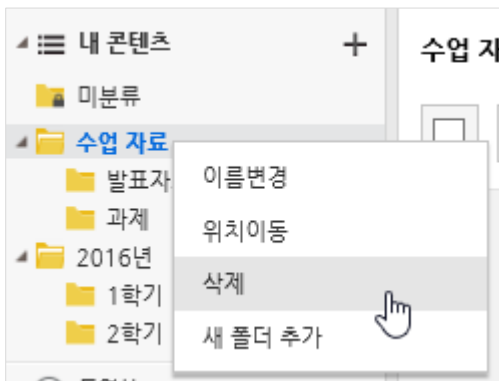 내 콘텐츠
수업 자
미분류
수업 자료
발표자
과제
2016년
1학기
2학기
이름변경
위치이동
삭제
새 폴더 추가